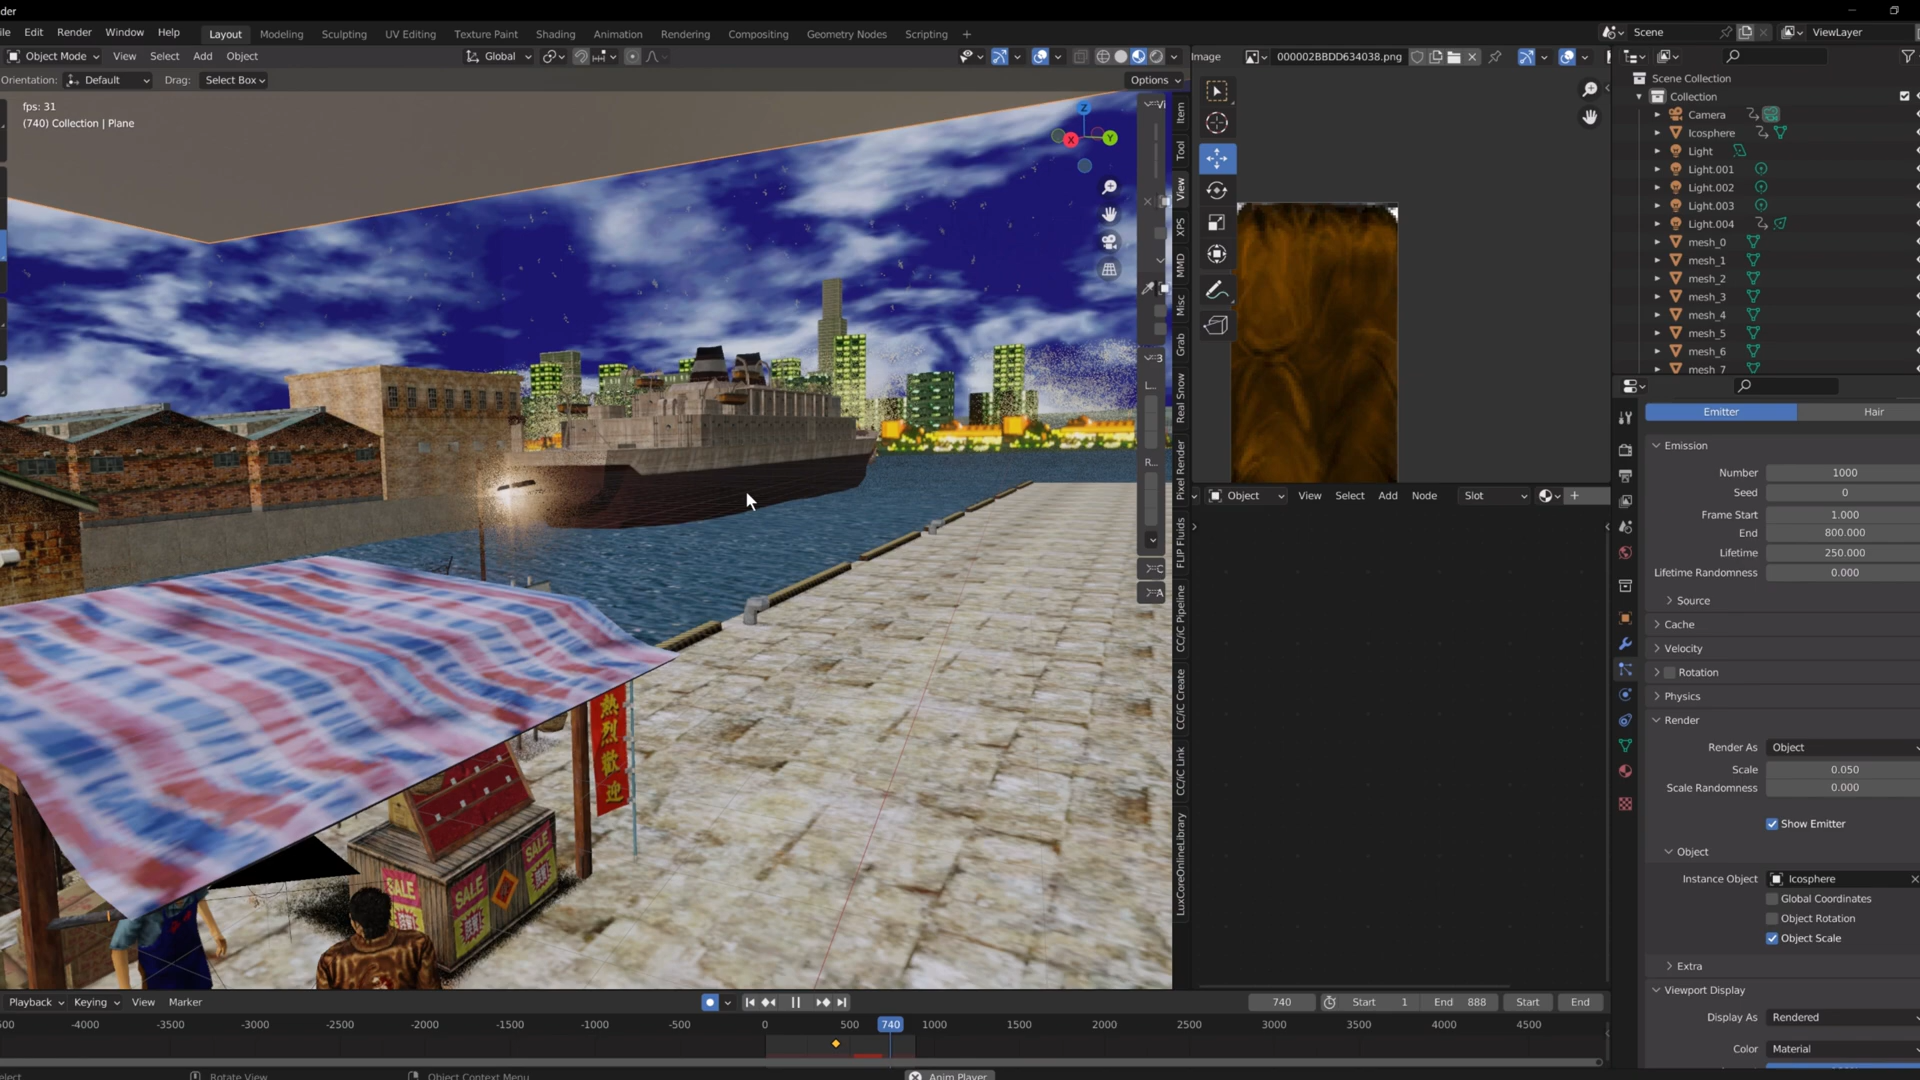 der
ile Edit Render Window Help Layout Modeling Sculpting UV Editing Texture Paint Shading Animation Rendering Compositing Geometry Nodes Scripting + Scene ViewLayer
Object Mode View Select Add Object Global Image 000002BBDD634038.png
Orientation: Default Drag: Select Box Options
fps: 31
(740) Collection | Plane
Z
X
Y
Item
Tool
View
XPS
MMD
Misc
Grab
Real Snow
Pixel Render
FLIP Fluids
CC/iC Pipeline
CC/iC Create
CC/iC Link
LuxCoreOnlineLibrary
L...
R...
熱烈歡迎
SALE
SALE
SALE
Object View Select Add Node Slot +
Scene Collection
Collection
Camera
Icosphere
Light
Light.001
Light.002
Light.003
Light.004
mesh_0
mesh_1
mesh_2
mesh_3
mesh_4
mesh_5
mesh_6
mesh_7
Emitter Hair
Emission
Number 1000
Seed 0
Frame Start 1.000
End 800.000
Lifetime 250.000
Lifetime Randomness 0.000
Source
Cache
Velocity
Rotation
Physics
Render
Render As Object
Scale 0.050
Scale Randomness 0.000
Show Emitter
Object
Instance Object Icosphere
Global Coordinates
Object Rotation
Object Scale
Extra
Viewport Display
Display As Rendered
Color Material
Playback Keying View Marker 740 Start 1 End 888 Start End
500 -4000 -3500 -3000 -2500 -2000 -1500 -1000 -500 0 500 740 1000 1500 2000 2500 3000 3500 4000 4500
elect Rotate View Object Context Menu Anim Player